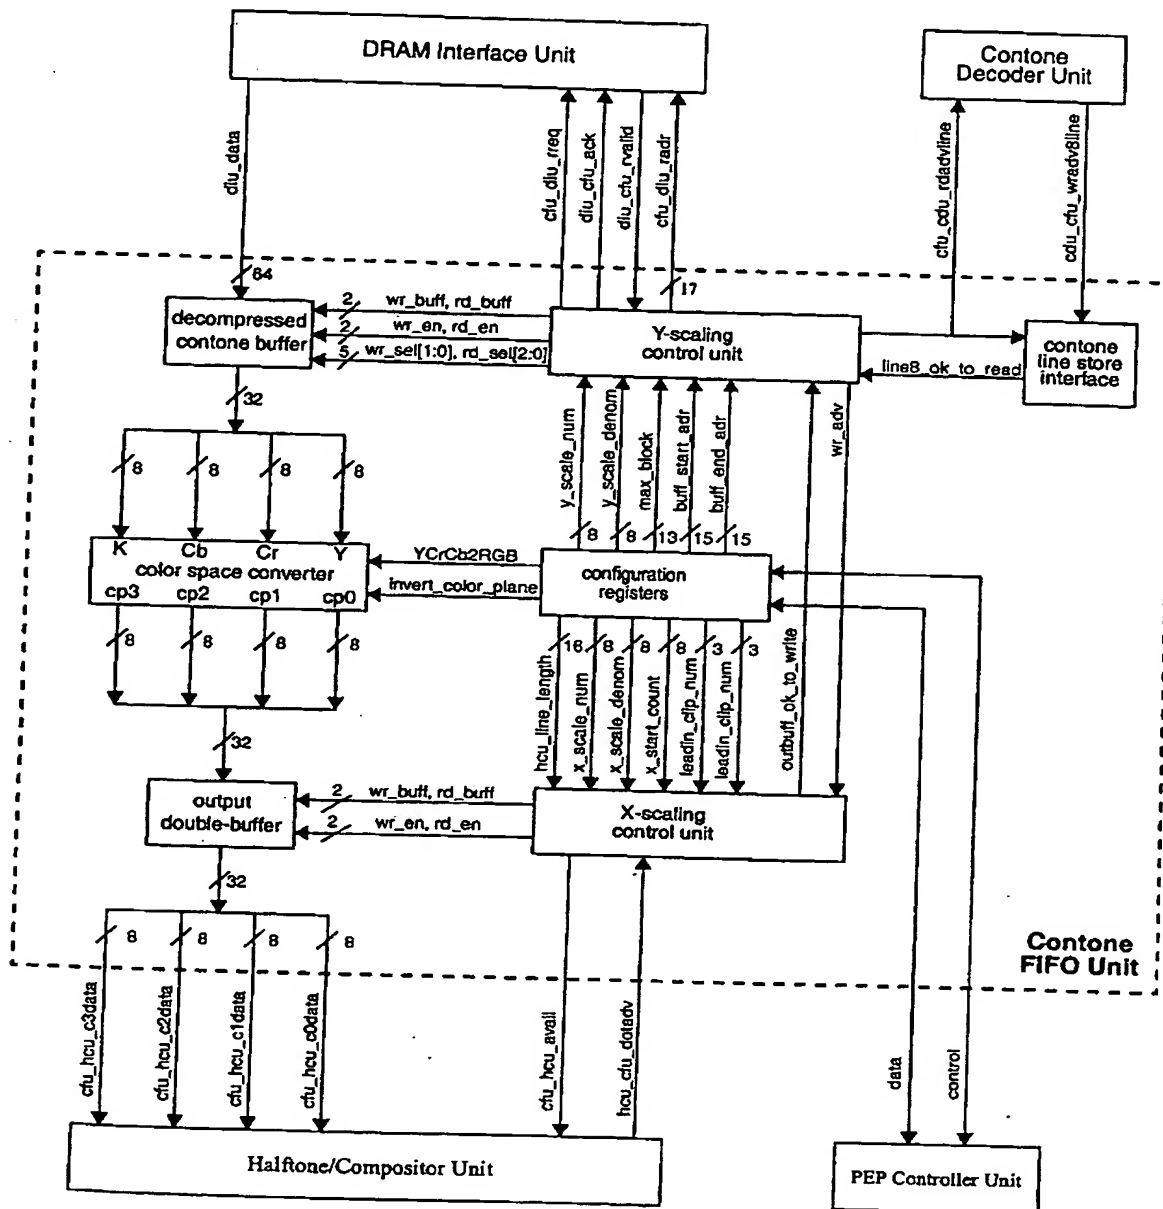 DRAM Interface Unit
Contone
Decoder Unit
diu_data
cfu_diu_rreq
diu_cfu_ack
diu_cfu_rvalid
cfu_diu_radr
cfu_cdu_rdadvline
cdu_cfu_wradv8line
64
17
decompressed
contone buffer
2
wr_buff, rd_buff
2
wr_en, rd_en
5
wr_sel[1:0], rd_sel[2:0]
Y-scaling
control unit
line8_ok_to_read
contone
line store
interface
32
8
8
8
8
y_scale_num
y_scale_denom
max_block
buff_start_adr
buff_end_adr
wr_adv
8
8
13
15
15
K
Cb
Cr
Y
color space converter
cp3
cp2
cp1
cp0
YCrCb2RGB
invert_color_plane
configuration
registers
8
8
8
8
16
8
8
8
3
3
hcu_line_length
x_scale_num
x_scale_denom
x_start_count
leadin_clip_num
leadin_clip_num
outbuff_ok_to_write
32
output
double-buffer
2
wr_buff, rd_buff
2
wr_en, rd_en
X-scaling
control unit
32
8
8
8
8
Contone
FIFO Unit
cfu_hcu_c3data
cfu_hcu_c2data
cfu_hcu_c1data
cfu_hcu_c0data
cfu_hcu_avail
hcu_cfu_dotadv
data
control
Halftone/Compositor Unit
PEP Controller Unit